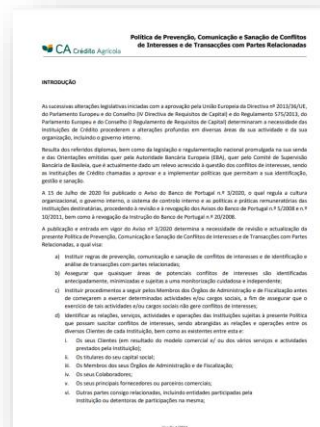 CA Crédito Agrícola
Política de Prevenção, Comunicação e Sanação de Conflitos
de Interesses e de Transacções com Partes Relacionadas
INTRODUÇÃO
As sucessivas alterações legislativas iniciadas com a aprovação pela União Europeia da Directiva nº 2013/36/UE,
do Parlamento Europeu e do Conselho (IV Directiva de Requisitos de Capital) e do Regulamento 575/2013, do
Parlamento Europeu e do Conselho (I Regulamento de Requisitos de Capital) determinaram a necessidade das
Instituições de Crédito procederem a alterações profundas em diversas áreas da sua actividade e da sua
organização, incluindo o governo interno.
Resulta dos referidos diplomas, bem como da legislação e regulamentação nacional promulgada na sua senda
e das Orientações emitidas quer pela Autoridade Bancária Europeia (EBA), quer pelo Comité de Supervisão
Bancária de Basileia, que é actualmente dado um relevo acrescido à questão dos conflitos de interesse, sendo
as Instituições de Crédito chamadas a aprovar e a implementar políticas que permitam a sua identificação,
gestão e sanação.
A 15 de Julho de 2020 foi publicado o Aviso do Banco de Portugal n.º 3/2020, o qual regula a cultura
organizacional, o governo interno, o sistema de controlo interno e as políticas e práticas remuneratórias das
Instituições destinatárias, procedendo à revisão e à revogação dos Avisos do Banco de Portugal n.º 5/2008 e n.º
10/2011, bem como à revogação da Instrução do Banco de Portugal n.º 20/2008.
A publicação e entrada em vigor do Aviso nº 3/2020 determina a necessidade de revisão e actualização da
presente Política de Prevenção, Comunicação e Sanação de Conflitos de Interesses e de Transacções com Partes
Relacionadas, a qual visa:
a) Instituir regras de prevenção, comunicação e sanação de conflitos de interesses e de identificação e
análise de transacções com partes relacionadas;
b) Assegurar que quaisquer áreas de potenciais conflitos de interesses são identificadas
antecipadamente, minimizadas e sujeitas a uma monitorização cuidadosa e independente;
c) Instituir procedimentos a seguir pelos Membros dos Órgãos de Administração e de Fiscalização antes
de começarem a exercer determinadas actividades e/ou cargos sociais, a fim de assegurar que o
exercício de tais actividades e/ou cargos sociais não gere conflitos de interesses;
d) Identificar as relações, serviços, actividades e operações das Instituições sujeitas à presente Política
que possam suscitar conflitos de interesses, sendo abrangidas as relações e operações entre os
diversos Clientes de cada Instituição, bem como os existentes entre esta e:
i. Os seus Clientes (em resultado do modelo comercial e/ ou dos vários serviços e actividades
prestados pela Instituição);
ii. Os titulares do seu capital social;
iii. Os Membros dos seus Órgãos de Administração e de Fiscalização;
iv. Os seus Colaboradores;
v. Os seus principais fornecedores ou parceiros comerciais;
vi. Outras partes consigo relacionadas, incluindo entidades participadas pela
Instituição ou detentoras de participações na mesma;